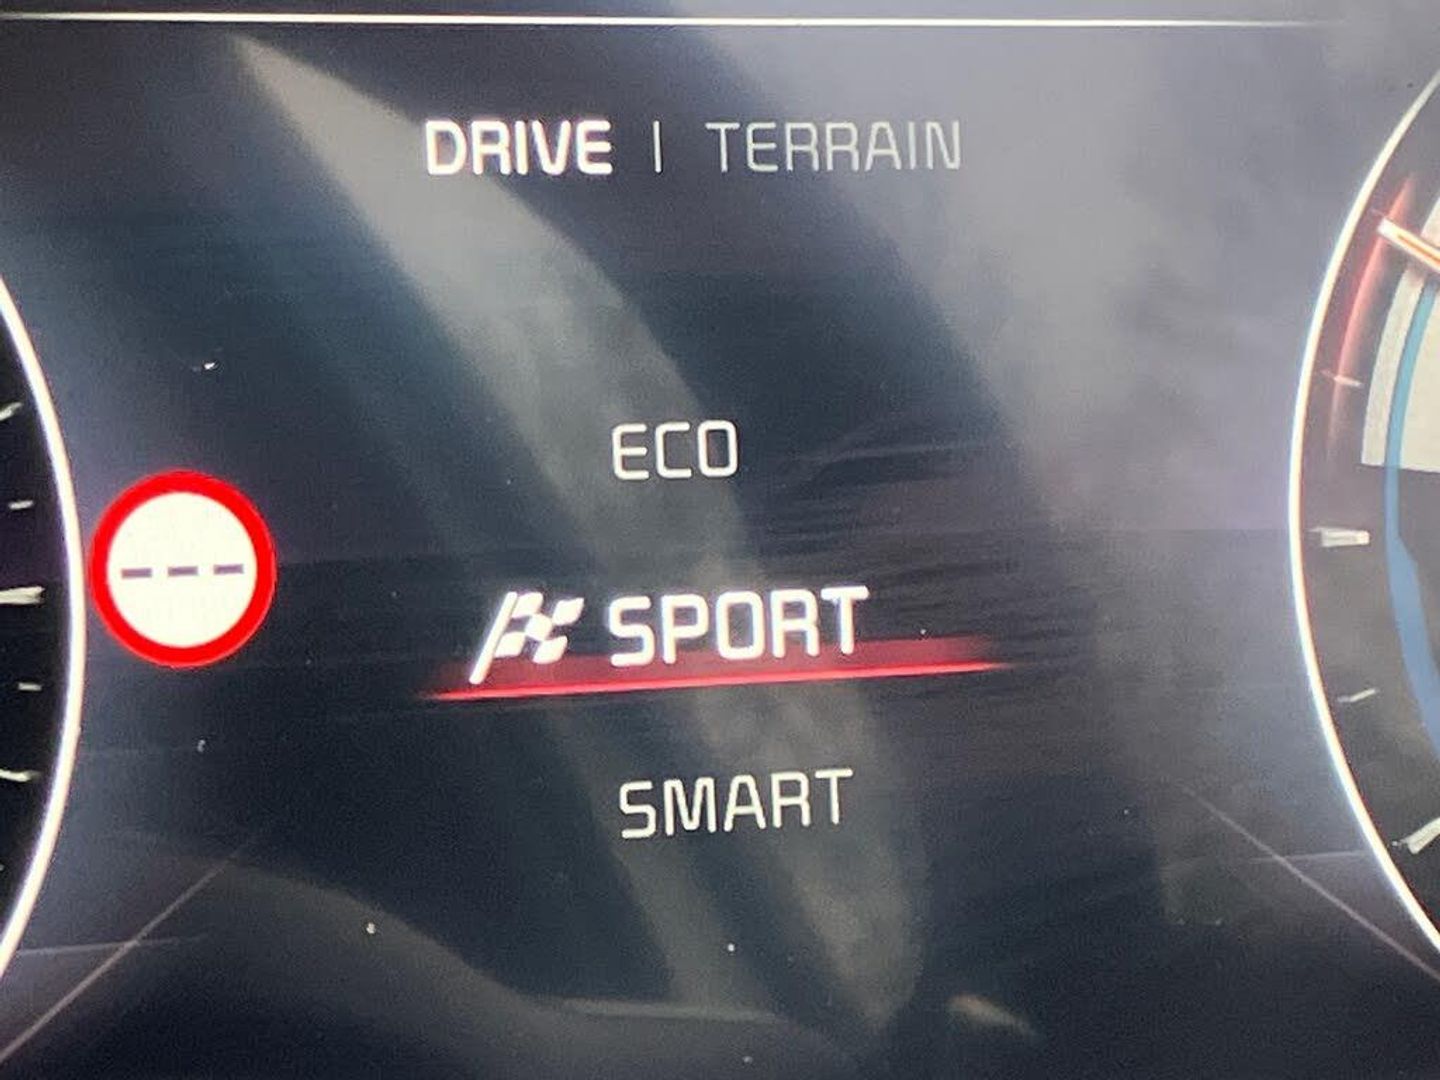 DRIVE | TERRAIN
ECO
---
SPORT
SMART